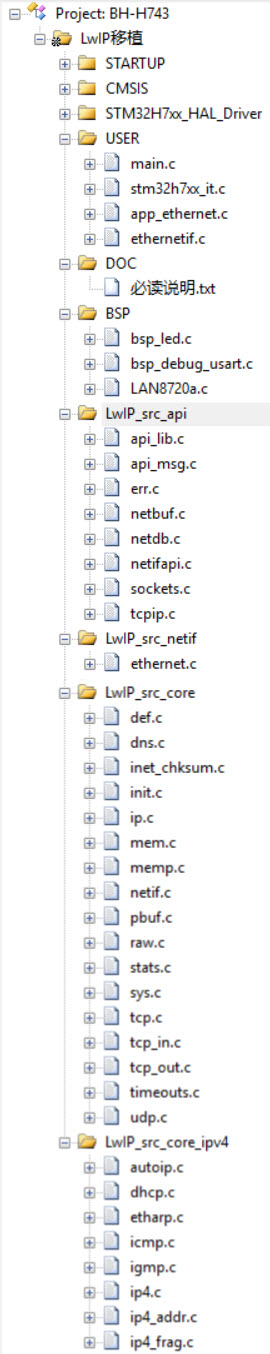 Project: BH-H743
LwIP移植
STARTUP
CMSIS
STM32H7xx_HAL_Driver
USER
main.c
stm32h7xx_it.c
app_ethernet.c
ethernetif.c
DOC
必读说明.txt
BSP
bsp_led.c
bsp_debug_usart.c
LAN8720a.c
LwIP_src_api
api_lib.c
api_msg.c
err.c
netbuf.c
netdb.c
netifapi.c
sockets.c
tcpip.c
LwIP_src_netif
ethernet.c
LwIP_src_core
def.c
dns.c
inet_chksum.c
init.c
ip.c
mem.c
memp.c
netif.c
pbuf.c
raw.c
stats.c
sys.c
tcp.c
tcp_in.c
tcp_out.c
timeouts.c
udp.c
LwIP_src_core_ipv4
autoip.c
dhcp.c
etharp.c
icmp.c
igmp.c
ip4.c
ip4_addr.c
ip4_frag.c